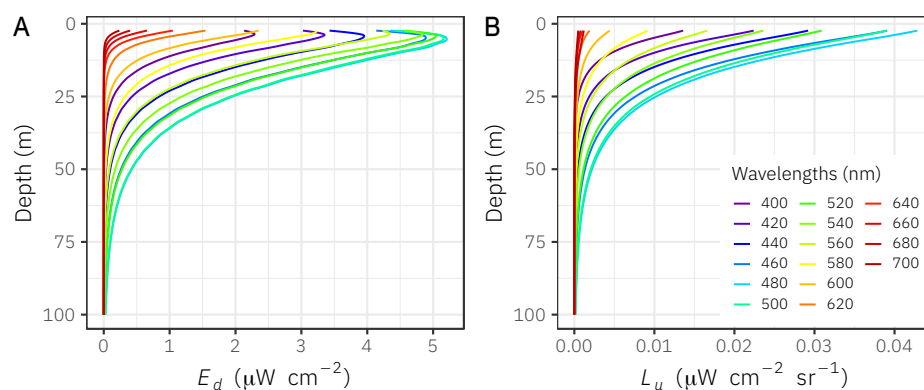 A
B
0
25
50
75
100
Depth (m)
0 1 2 3 4 5
E_d (μW cm⁻²)
0
25
50
75
100
Depth (m)
0.00 0.01 0.02 0.03 0.04
L_u (μW cm⁻² sr⁻¹)
Wavelengths (nm)
400 520 640
420 540 660
440 560 680
460 580 700
480 600
500 620